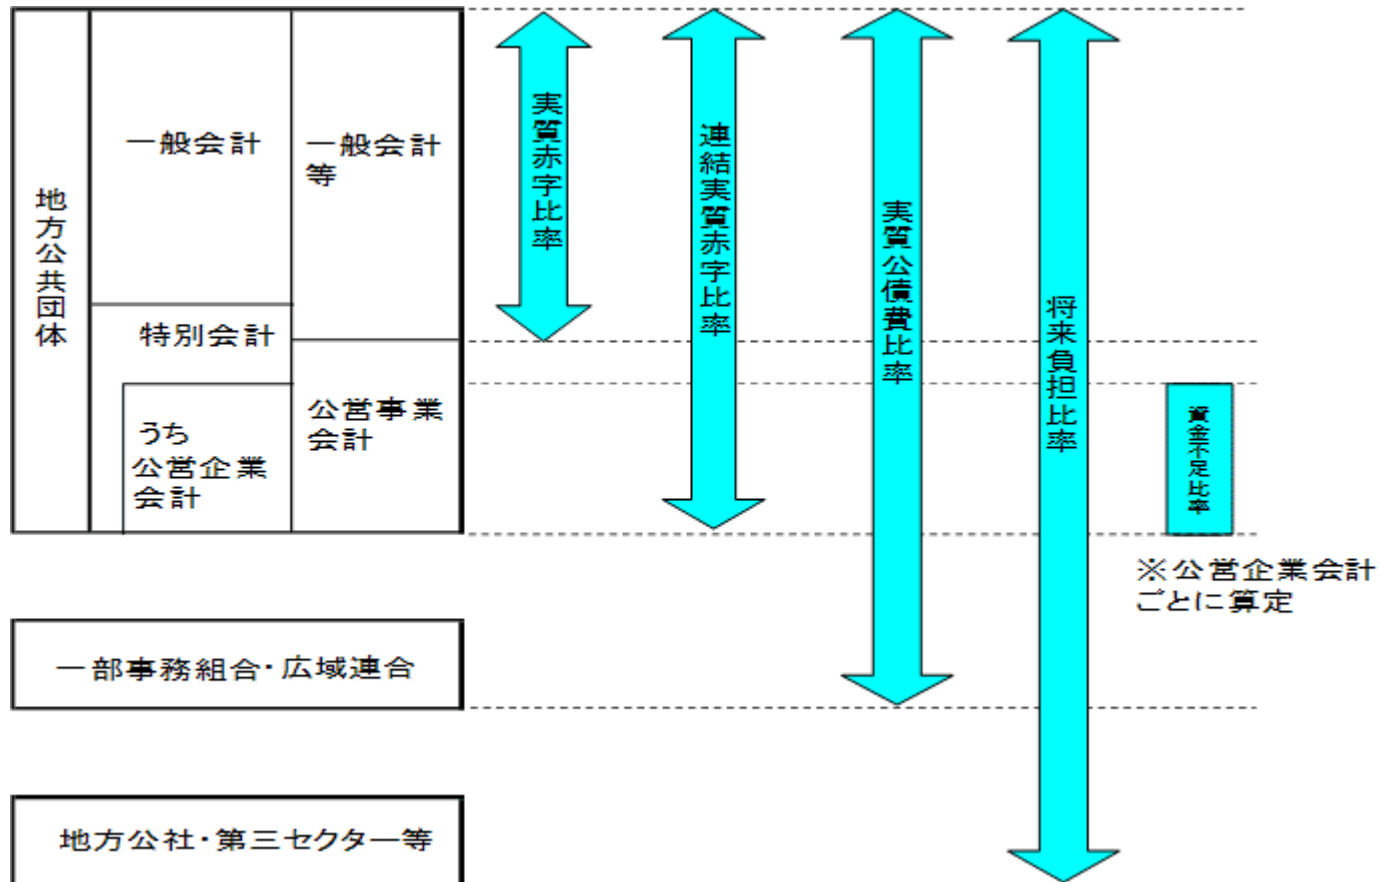 地方公共団体
一般会計
一般会計
等
特別会計
うち
公営企業
会計
公営事業
会計
実質赤字比率
連結実質赤字比率
実質公債費比率
将来負担比率
資金不足比率
※公営企業会計
ごとに算定
一部事務組合・広域連合
地方公社・第三セクター等